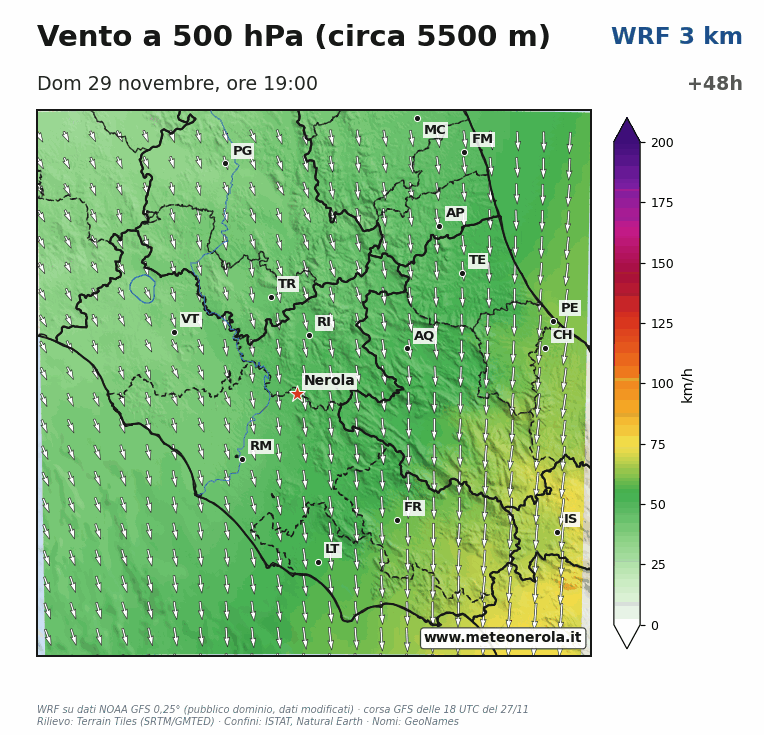 Vento a 500 hPa (circa 5500 m)
WRF 3 km
Dom 29 novembre, ore 19:00
+48h
MC
FM
PG
AP
TE
TR
PE
VT
RI
AQ
CH
Nerola
RM
FR
IS
LT
www.meteonerola.it
200
175
150
125
100
75
50
25
0
km/h
WRF su dati NOAA GFS 0,25° (pubblico dominio, dati modificati) · corsa GFS delle 18 UTC del 27/11
Rilievo: Terrain Tiles (SRTM/GMTED) · Confini: ISTAT, Natural Earth · Nomi: GeoNames